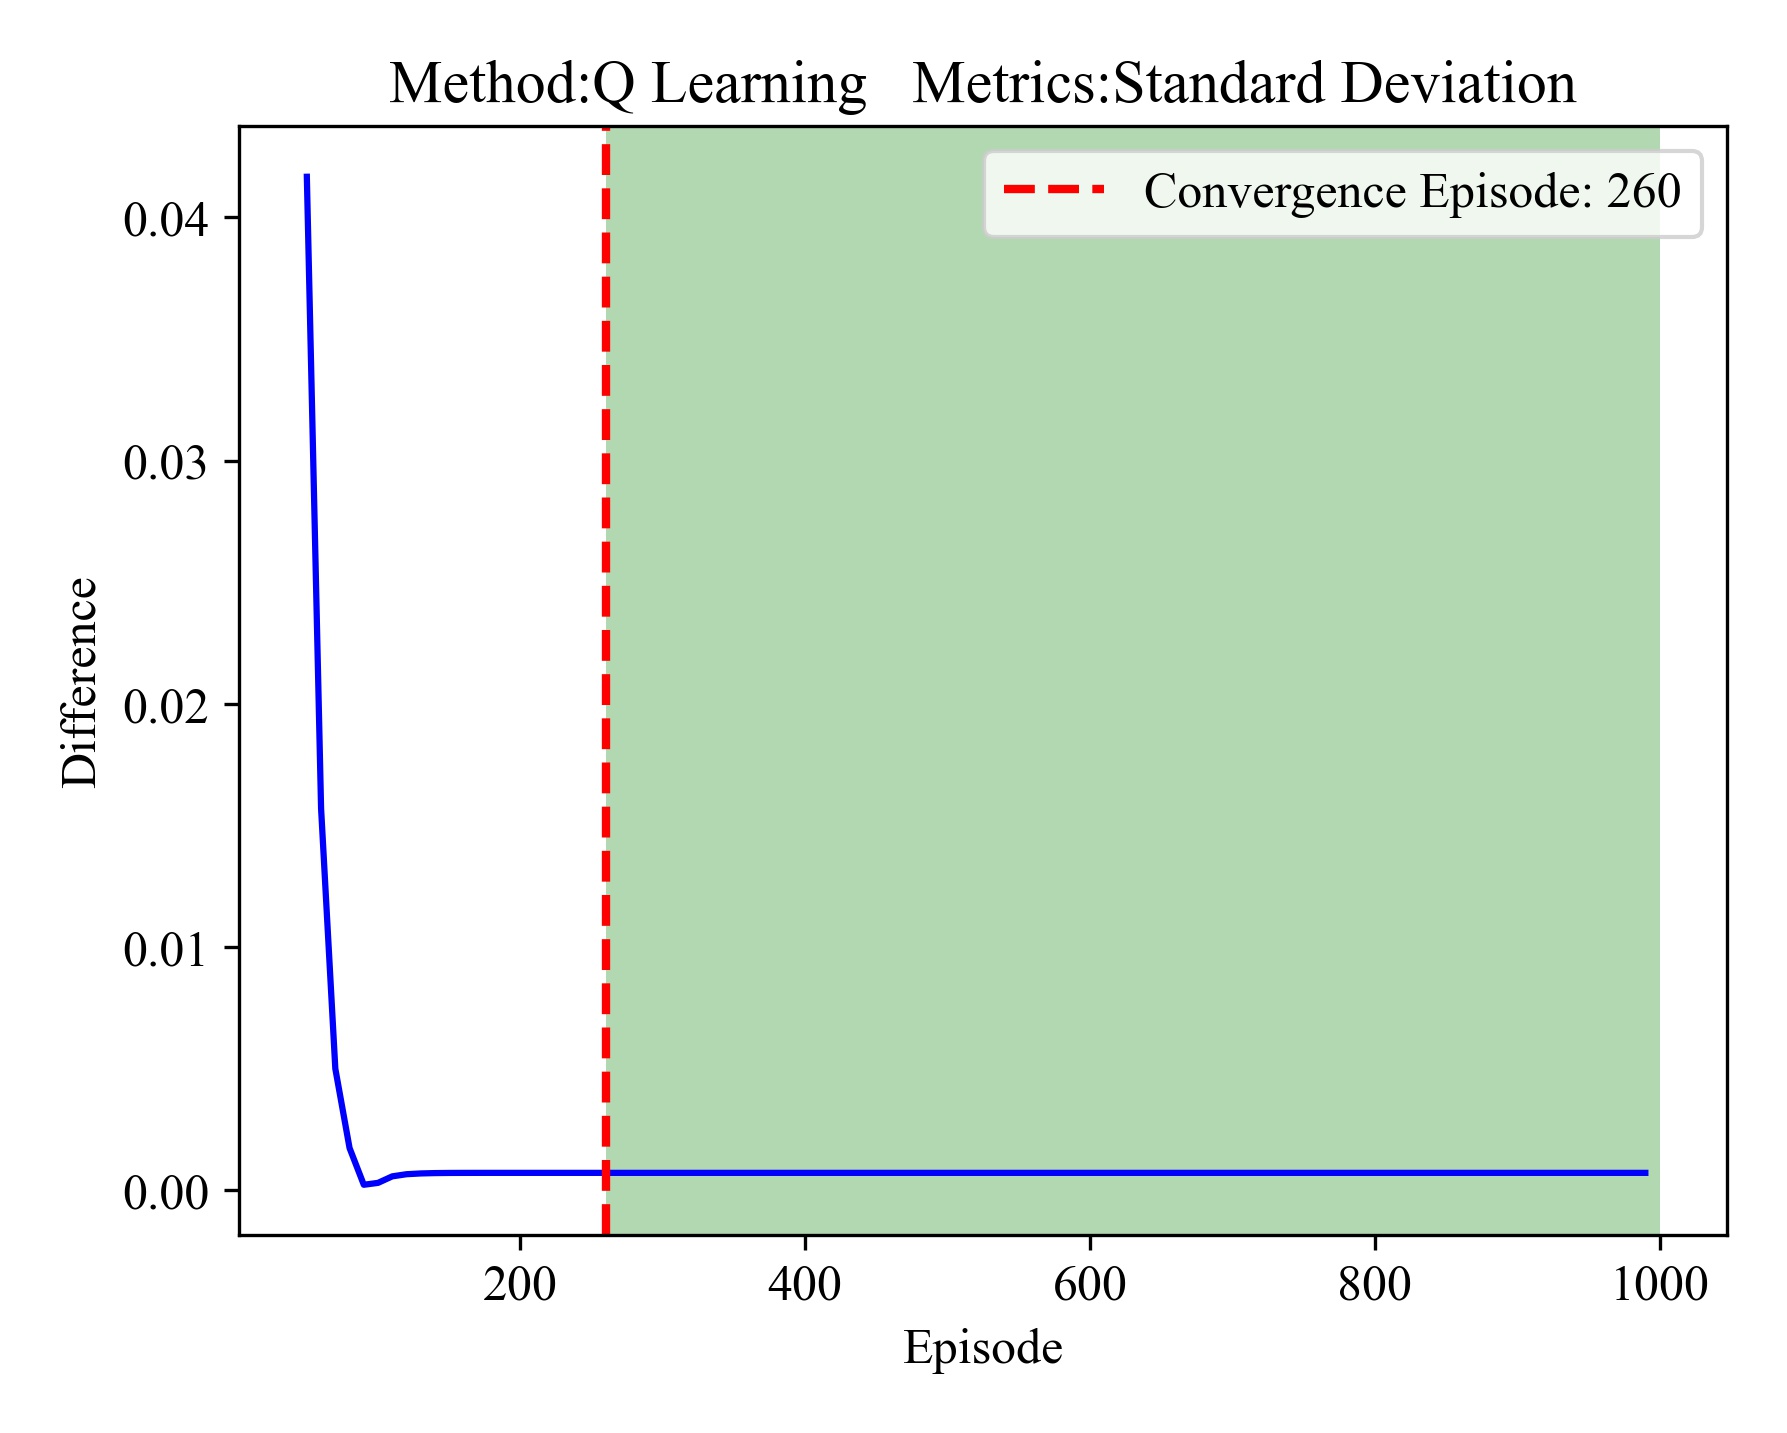 Method:Q Learning   Metrics:Standard Deviation
Convergence Episode: 260
0.04
0.03
0.02
0.01
0.00
Difference
200 400 600 800 1000
Episode